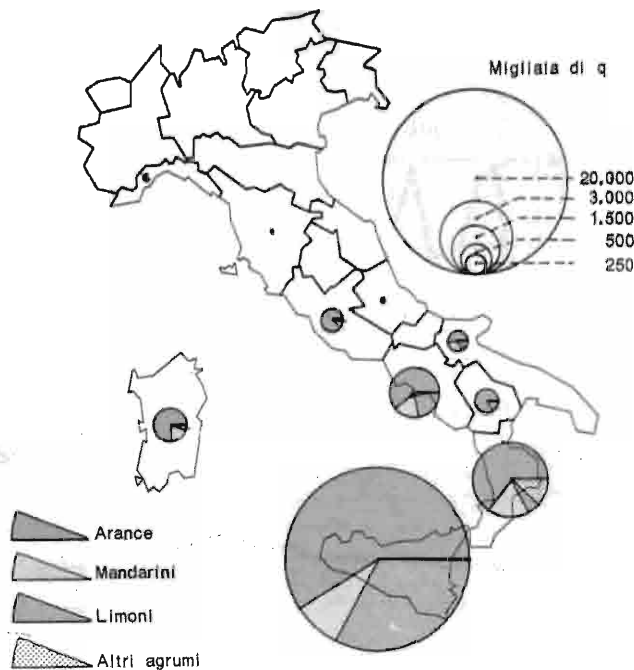 Migliaia di q
20.000
3.000
1.500
500
250
Arance
Mandarini
Limoni
Altri agrumi